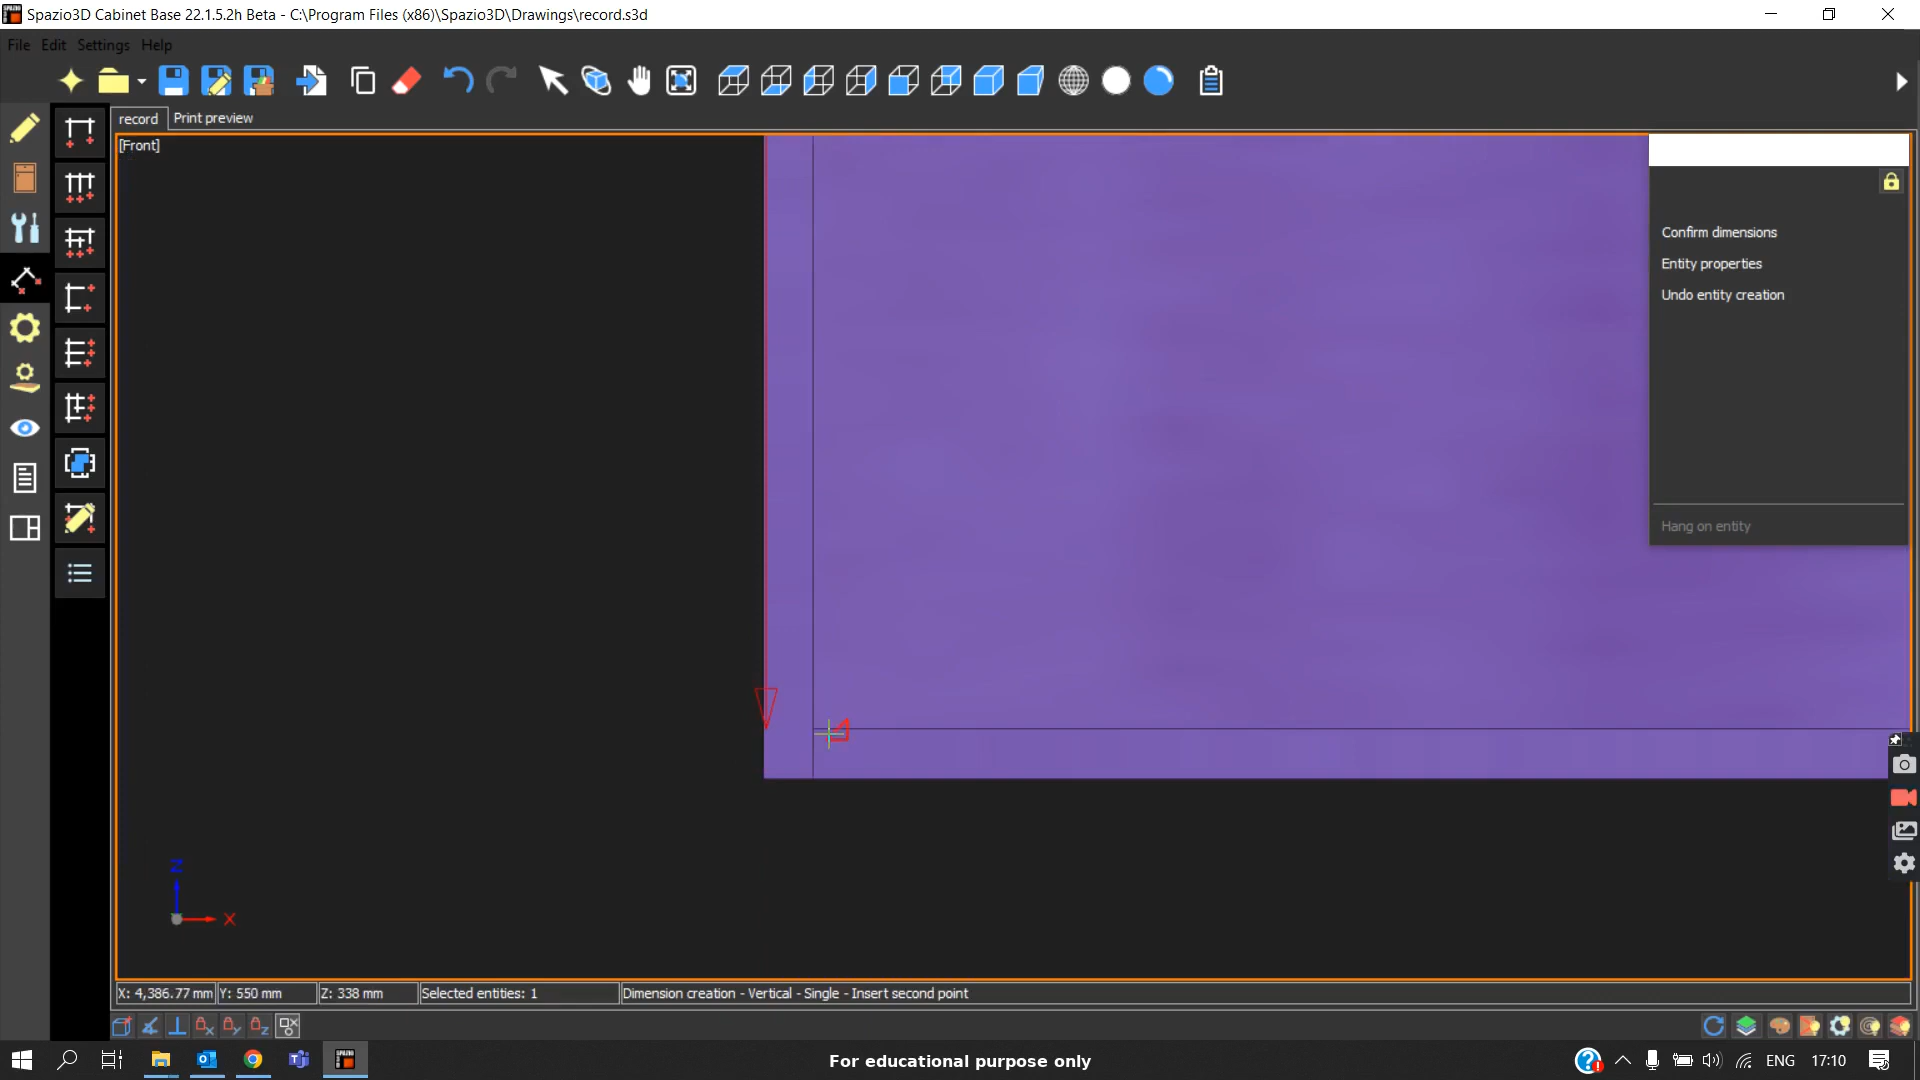 Spazio3D Cabinet Base 22.1.5.2h Beta - C:\Program Files (x86)\Spazio3D\Drawings\record.s3d
File Edit Settings Help
record Print preview
[Front]
Confirm dimensions
Entity properties
Undo entity creation
Hang on entity
Z
X
X: 4,386.77 mm Y: 550 mm Z: 338 mm Selected entities: 1 Dimension creation - Vertical - Single - Insert second point
For educational purpose only
ENG 17:10